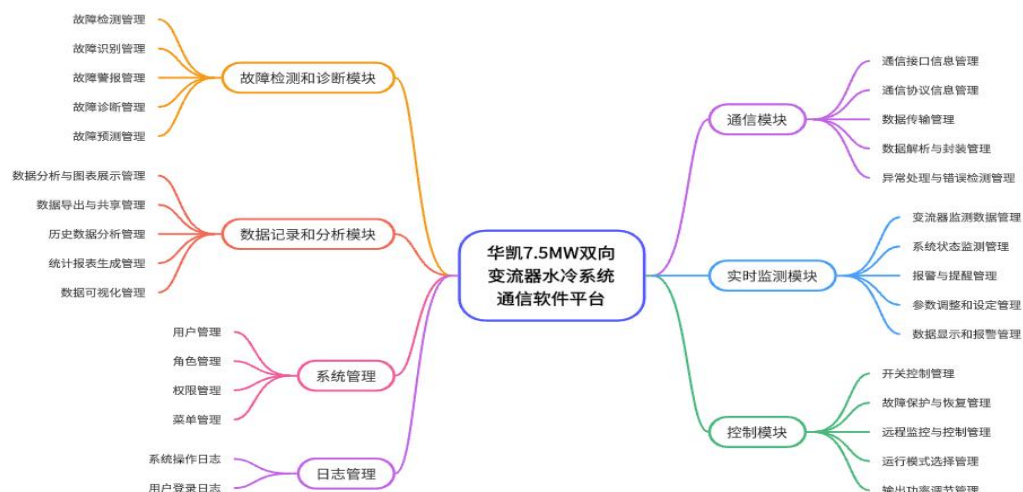 华凯7.5MW双向
变流器水冷系统
通信软件平台
故障检测和诊断模块
故障检测管理
故障识别管理
故障警报管理
故障诊断管理
故障预测管理
数据记录和分析模块
数据分析与图表展示管理
数据导出与共享管理
历史数据分析管理
统计报表生成管理
数据可视化管理
系统管理
用户管理
角色管理
权限管理
菜单管理
日志管理
系统操作日志
用户登录日志
通信模块
通信接口信息管理
通信协议信息管理
数据传输管理
数据解析与封装管理
异常处理与错误检测管理
实时监测模块
变流器监测数据管理
系统状态监测管理
报警与提醒管理
参数调整和设定管理
数据显示和报警管理
控制模块
开关控制管理
故障保护与恢复管理
远程监控与控制管理
运行模式选择管理
输出功率调节管理